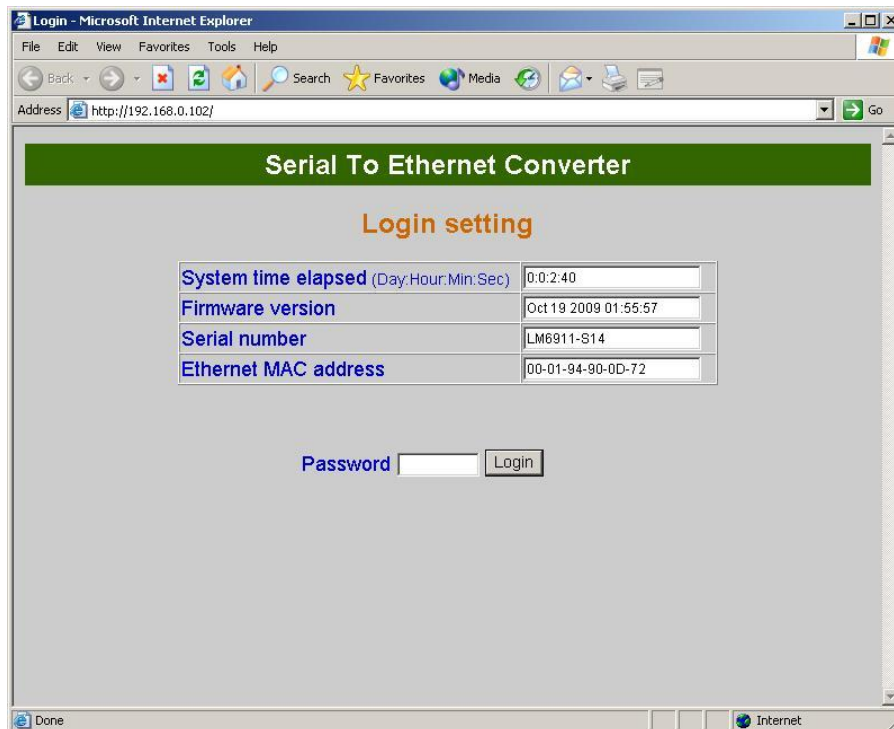 Login - Microsoft Internet Explorer
File Edit View Favorites Tools Help
Back Search Favorites Media
Address http://192.168.0.102/ Go
Serial To Ethernet Converter
Login setting
System time elapsed (Day:Hour:Min:Sec) 0:0:2:40
Firmware version Oct 19 2009 01:55:57
Serial number LM6911-S14
Ethernet MAC address 00-01-94-90-0D-72
Password Login
Done Internet